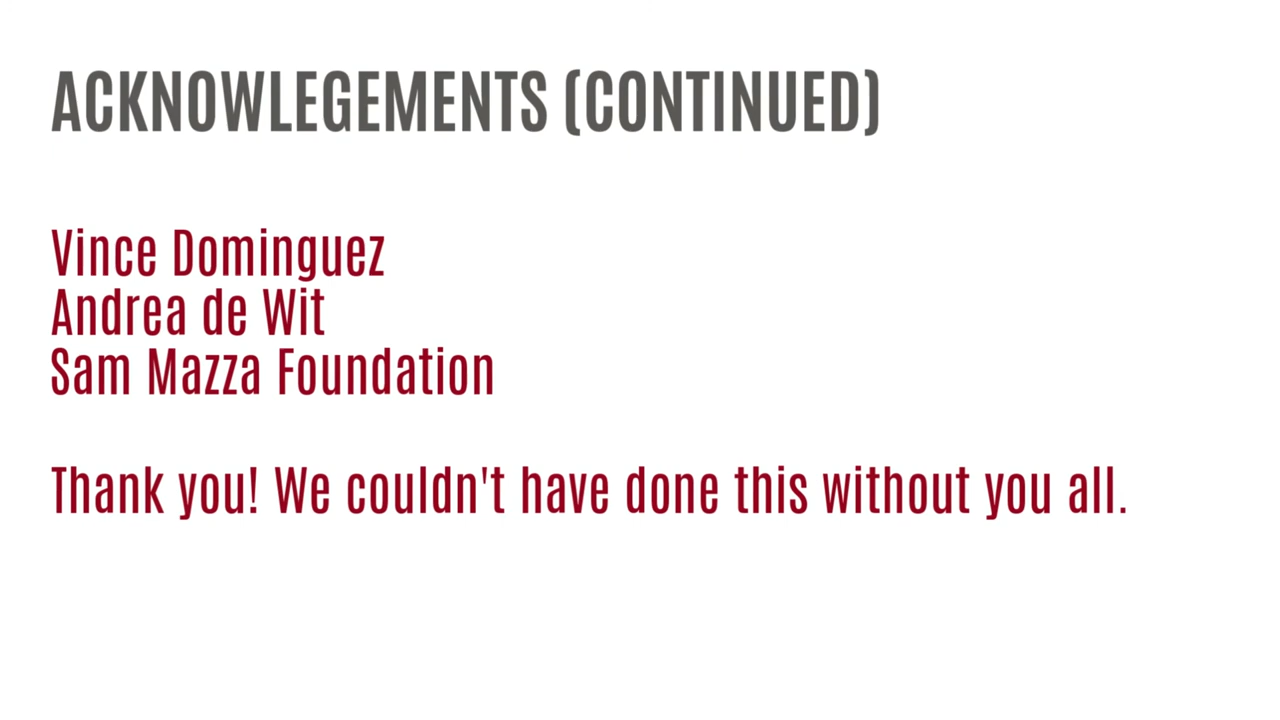 ACKNOWLEGEMENTS (CONTINUED)
Vince Dominguez
Andrea de Wit
Sam Mazza Foundation
Thank you! We couldn't have done this without you all.